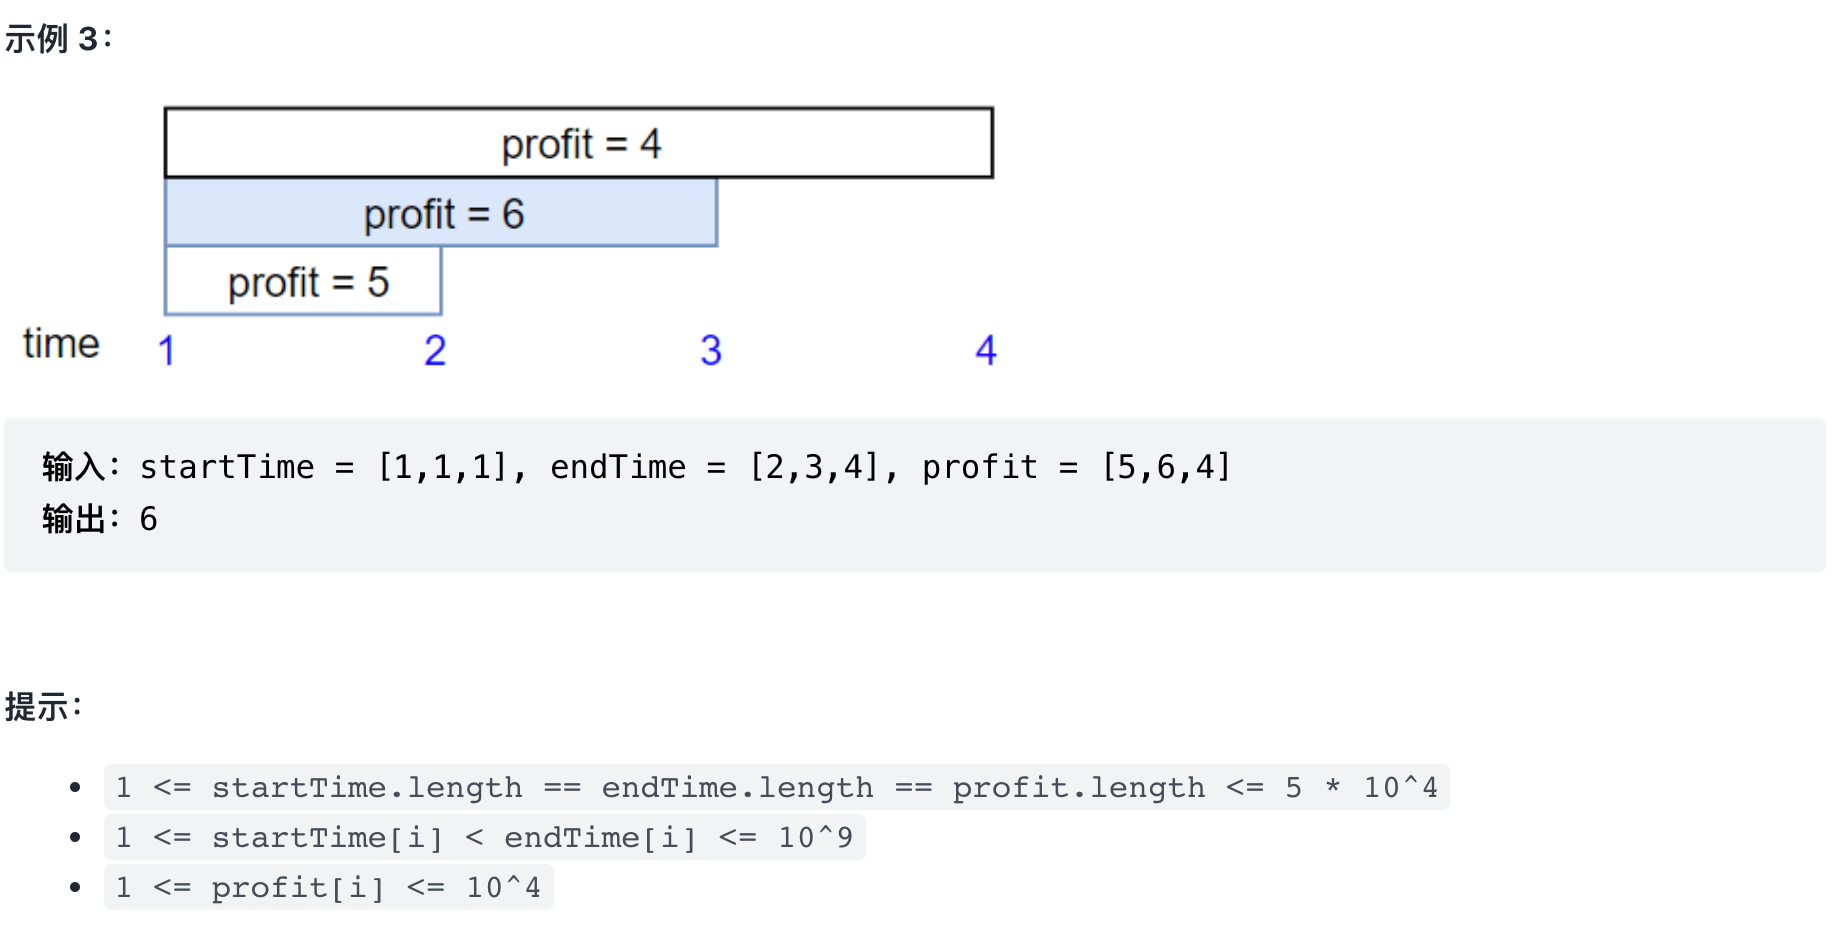 示例 3：
profit = 4
profit = 6
profit = 5
time 1 2 3 4
输入：startTime = [1,1,1], endTime = [2,3,4], profit = [5,6,4]
输出：6
提示：
1 <= startTime.length == endTime.length == profit.length <= 5 * 10^4
1 <= startTime[i] < endTime[i] <= 10^9
1 <= profit[i] <= 10^4